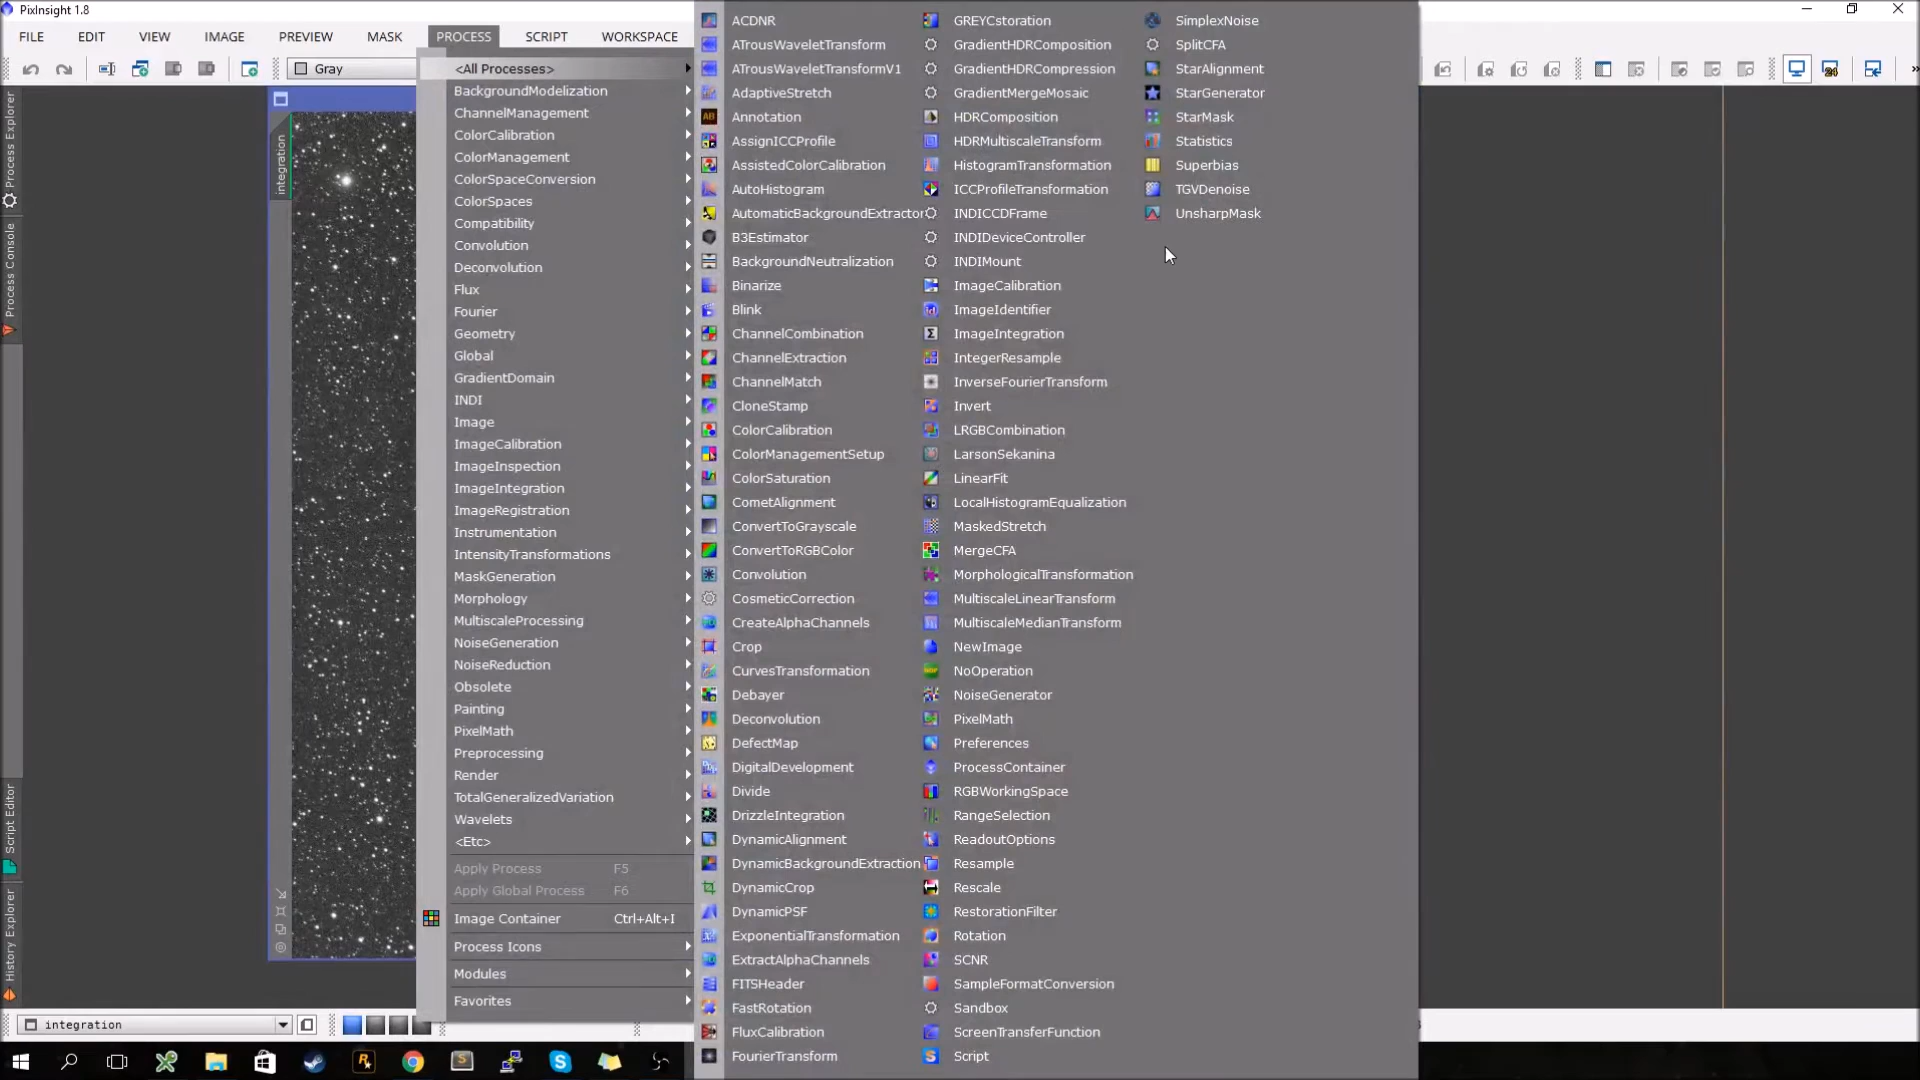 PixInsight 1.8
FILE EDIT VIEW IMAGE PREVIEW MASK PROCESS SCRIPT WORKSPACE
Gray
Process Explorer
Process Console
Script Editor
History Explorer
integration
<All Processes>
BackgroundModelization
ChannelManagement
ColorCalibration
ColorManagement
ColorSpaceConversion
ColorSpaces
Compatibility
Convolution
Deconvolution
Flux
Fourier
Geometry
Global
GradientDomain
INDI
Image
ImageCalibration
ImageInspection
ImageIntegration
ImageRegistration
Instrumentation
IntensityTransformations
MaskGeneration
Morphology
MultiscaleProcessing
NoiseGeneration
NoiseReduction
Obsolete
Painting
PixelMath
Preprocessing
Render
TotalGeneralizedVariation
Wavelets
<Etc>
Apply Process F5
Apply Global Process F6
Image Container Ctrl+Alt+I
Process Icons
Modules
Favorites
ACDNR
ATrousWaveletTransform
ATrousWaveletTransformV1
AdaptiveStretch
Annotation
AssignICCProfile
AssistedColorCalibration
AutoHistogram
AutomaticBackgroundExtractor
B3Estimator
BackgroundNeutralization
Binarize
Blink
ChannelCombination
ChannelExtraction
ChannelMatch
CloneStamp
ColorCalibration
ColorManagementSetup
ColorSaturation
CometAlignment
ConvertToGrayscale
ConvertToRGBColor
Convolution
CosmeticCorrection
CreateAlphaChannels
Crop
CurvesTransformation
Debayer
Deconvolution
DefectMap
DigitalDevelopment
Divide
DrizzleIntegration
DynamicAlignment
DynamicBackgroundExtraction
DynamicCrop
DynamicPSF
ExponentialTransformation
ExtractAlphaChannels
FITSHeader
FastRotation
FluxCalibration
FourierTransform
GREYCstoration
GradientHDRComposition
GradientHDRCompression
GradientMergeMosaic
HDRComposition
HDRMultiscaleTransform
HistogramTransformation
ICCProfileTransformation
INDICCDFrame
INDIDeviceController
INDIMount
ImageCalibration
ImageIdentifier
ImageIntegration
IntegerResample
InverseFourierTransform
Invert
LRGBCombination
LarsonSekanina
LinearFit
LocalHistogramEqualization
MaskedStretch
MergeCFA
MorphologicalTransformation
MultiscaleLinearTransform
MultiscaleMedianTransform
NewImage
NoOperation
NoiseGenerator
PixelMath
Preferences
ProcessContainer
RGBWorkingSpace
RangeSelection
ReadoutOptions
Resample
Rescale
RestorationFilter
Rotation
SCNR
SampleFormatConversion
Sandbox
ScreenTransferFunction
Script
SimplexNoise
SplitCFA
StarAlignment
StarGenerator
StarMask
Statistics
Superbias
TGVDenoise
UnsharpMask
integration